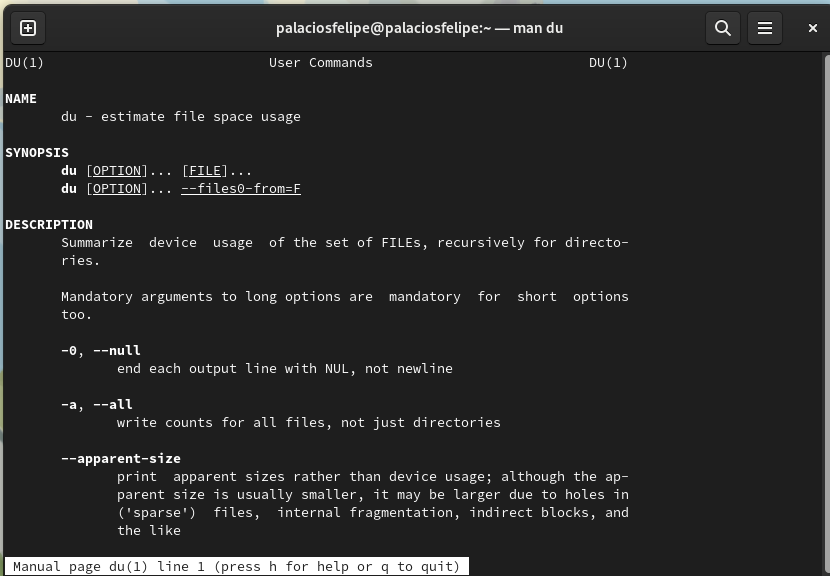 palaciosfelipe@palaciosfelipe:~ — man du
DU(1) User Commands DU(1)
NAME
du - estimate file space usage
SYNOPSIS
du [OPTION]... [FILE]...
du [OPTION]... --files0-from=F
DESCRIPTION
Summarize device usage of the set of FILEs, recursively for directo-
ries.
Mandatory arguments to long options are mandatory for short options
too.
-0, --null
end each output line with NUL, not newline
-a, --all
write counts for all files, not just directories
--apparent-size
print apparent sizes rather than device usage; although the ap-
parent size is usually smaller, it may be larger due to holes in
('sparse') files, internal fragmentation, indirect blocks, and
the like
Manual page du(1) line 1 (press h for help or q to quit)